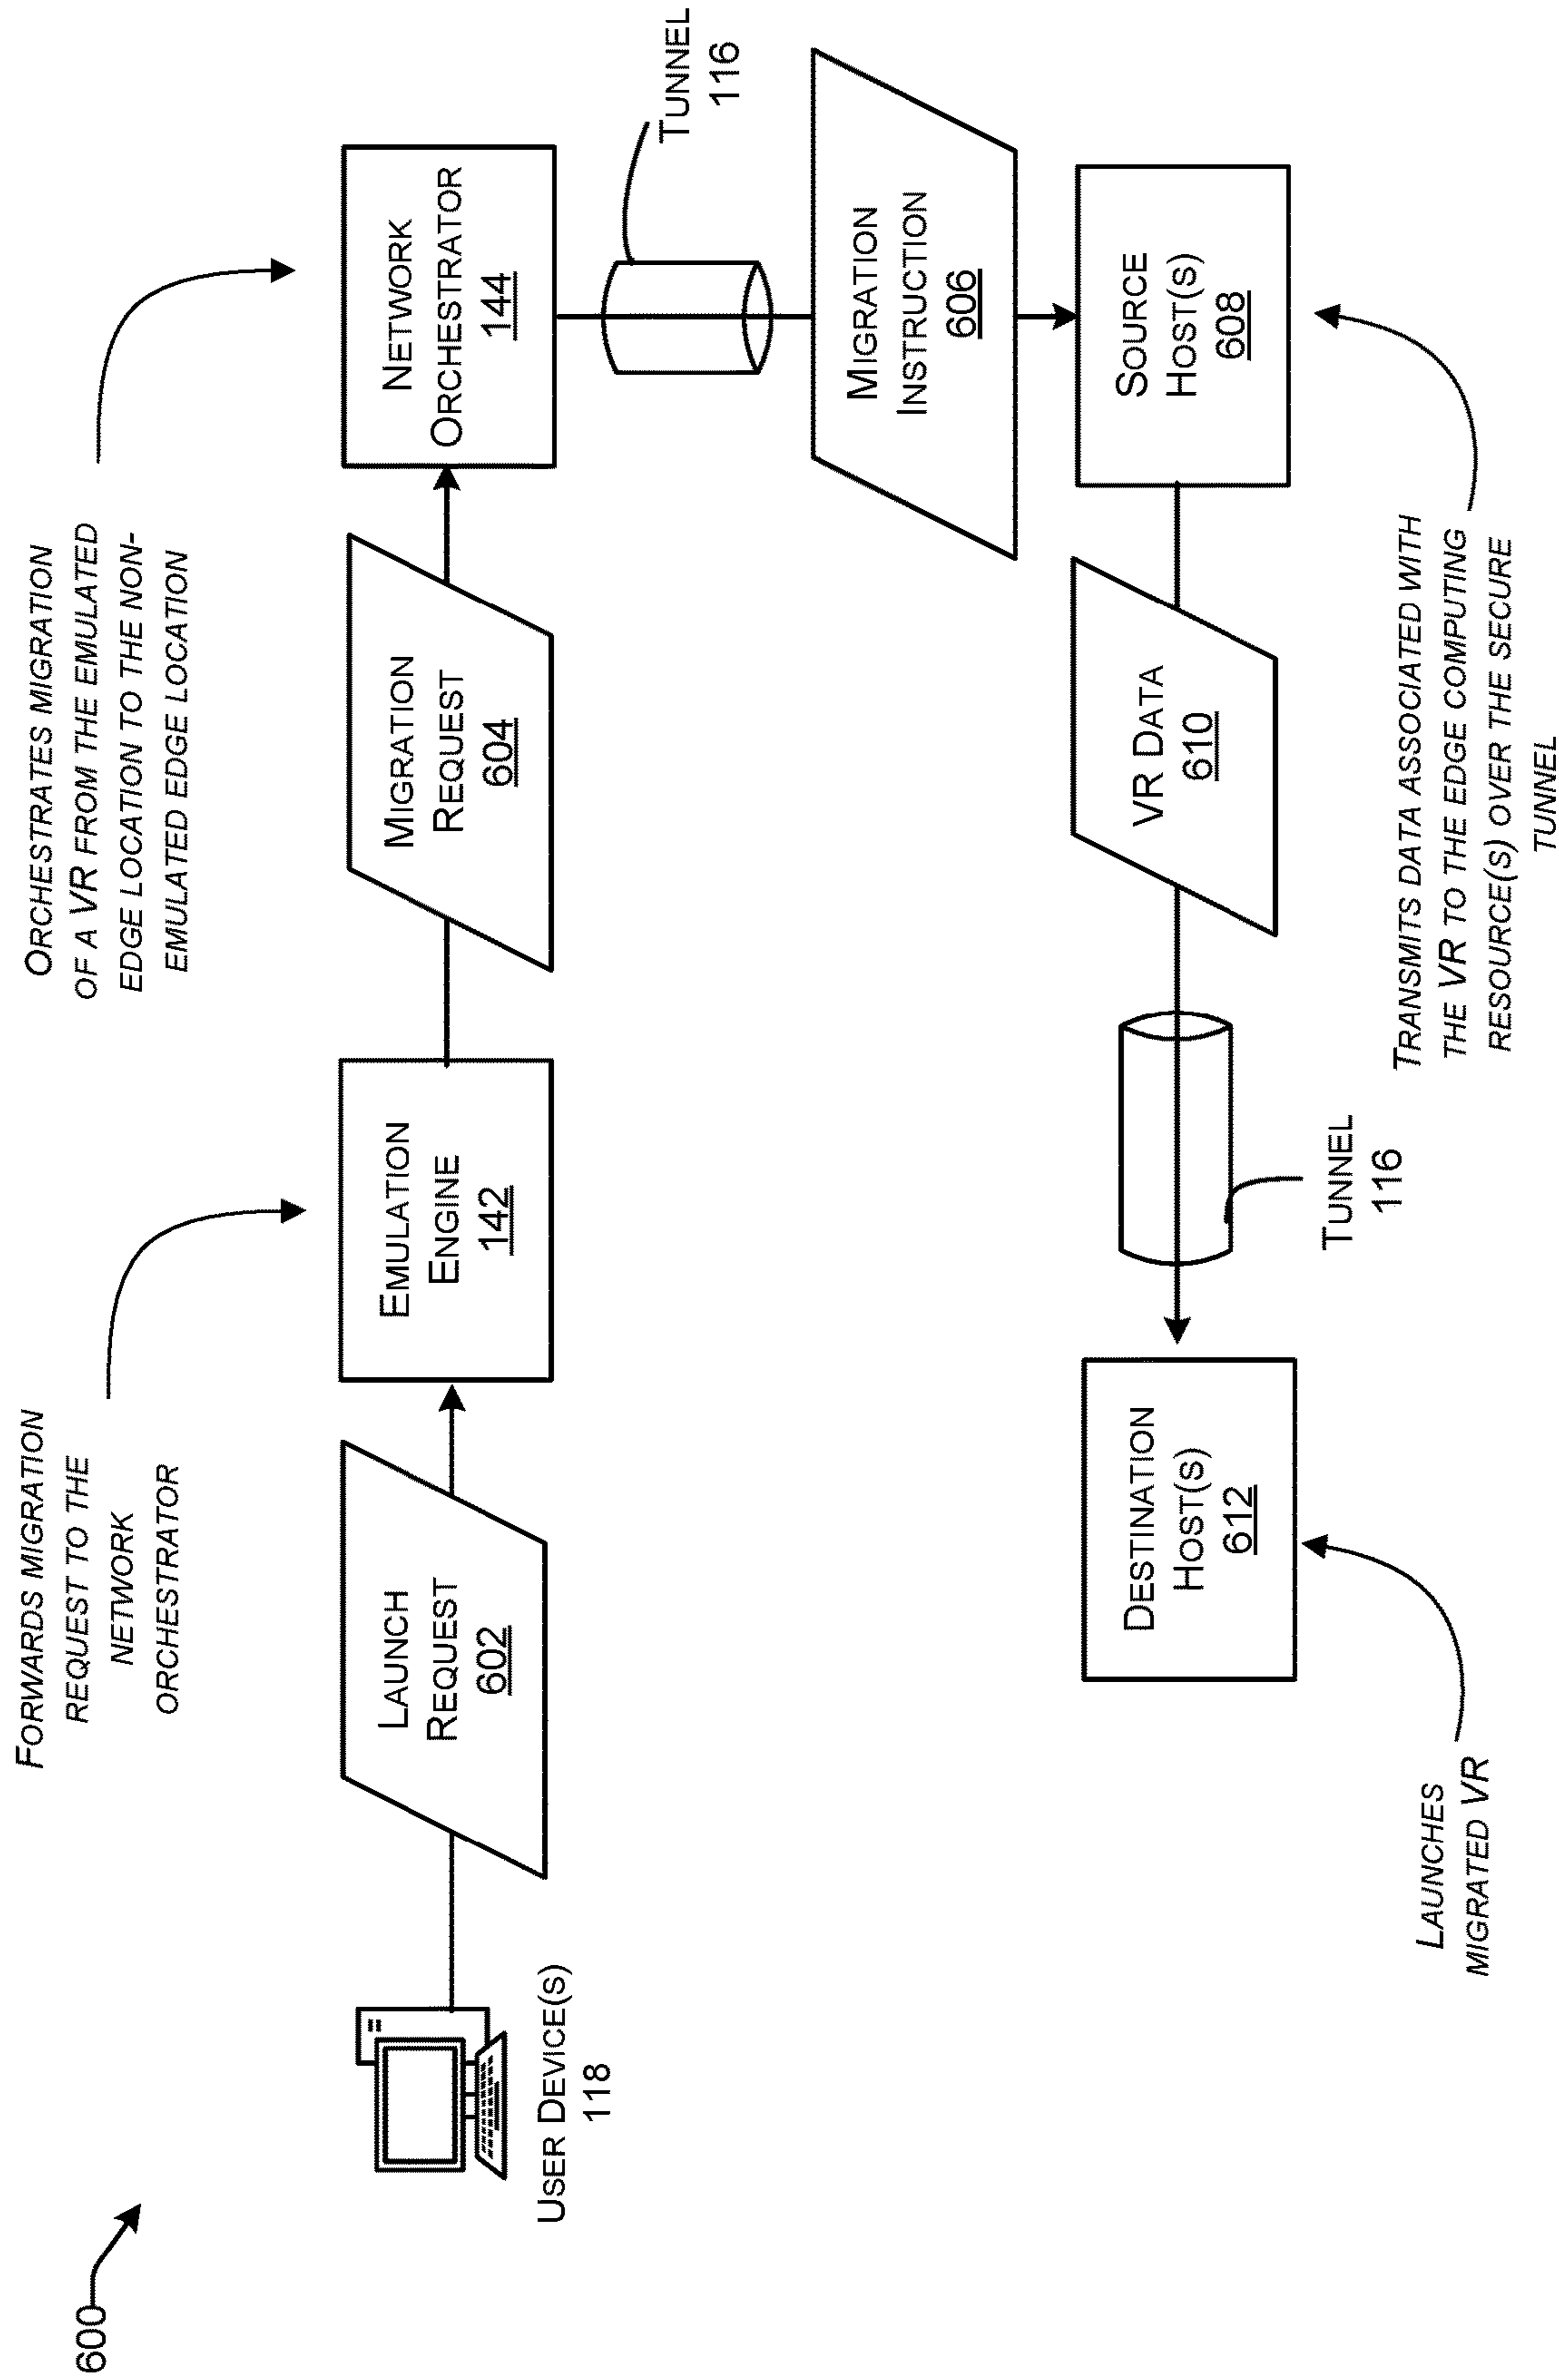 600
FORWARDS MIGRATION
REQUEST TO THE
NETWORK
ORCHESTRATOR
ORCHESTRATES MIGRATION
OF A VR FROM THE EMULATED
EDGE LOCATION TO THE NON-
EMULATED EDGE LOCATION
USER DEVICE(S)
118
LAUNCH
REQUEST
602
EMULATION
ENGINE
142
MIGRATION
REQUEST
604
NETWORK
ORCHESTRATOR
144
TUNNEL
116
MIGRATION
INSTRUCTION
606
SOURCE
HOST(S)
608
VR DATA
610
TUNNEL
116
DESTINATION
HOST(S)
612
LAUNCHES
MIGRATED VR
TRANSMITS DATA ASSOCIATED WITH
THE VR TO THE EDGE COMPUTING
RESOURCE(S) OVER THE SECURE
TUNNEL